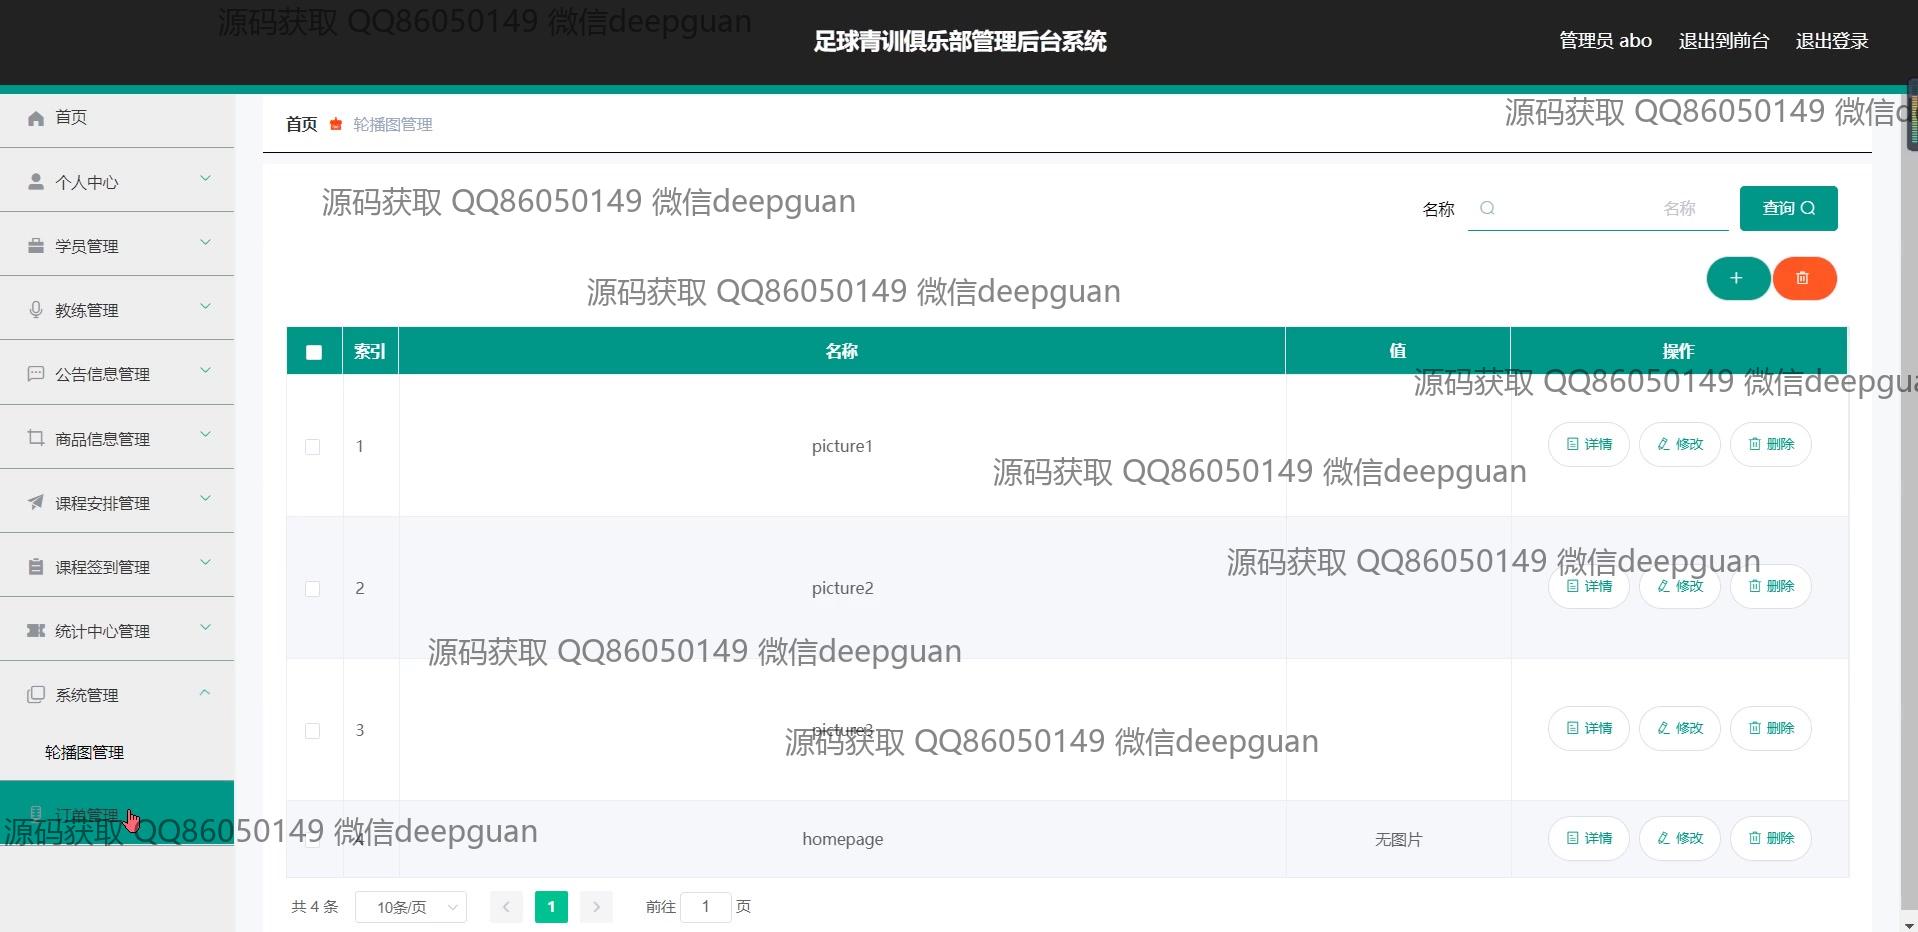 源码获取 QQ86050149 微信deepguan
足球青训俱乐部管理后台系统
管理员 abo
退出到前台
退出登录
首页
个人中心
学员管理
教练管理
公告信息管理
商品信息管理
课程安排管理
课程签到管理
统计中心管理
系统管理
轮播图管理
订单管理
首页 轮播图管理
源码获取 QQ86050149 微信d
源码获取 QQ86050149 微信deepguan
名称 名称 查询
源码获取 QQ86050149 微信deepguan
索引 名称 值 操作
源码获取 QQ86050149 微信deepgua
1 picture1 详情 修改 删除
源码获取 QQ86050149 微信deepguan
源码获取 QQ86050149 微信deepguan
2 picture2 详情 修改 删除
源码获取 QQ86050149 微信deepguan
3 picture3 详情 修改 删除
源码获取 QQ86050149 微信deepguan
源码获取 QQ86050149 微信deepguan
4 homepage 无图片 详情 修改 删除
共 4 条 10条/页 1 前往 1 页